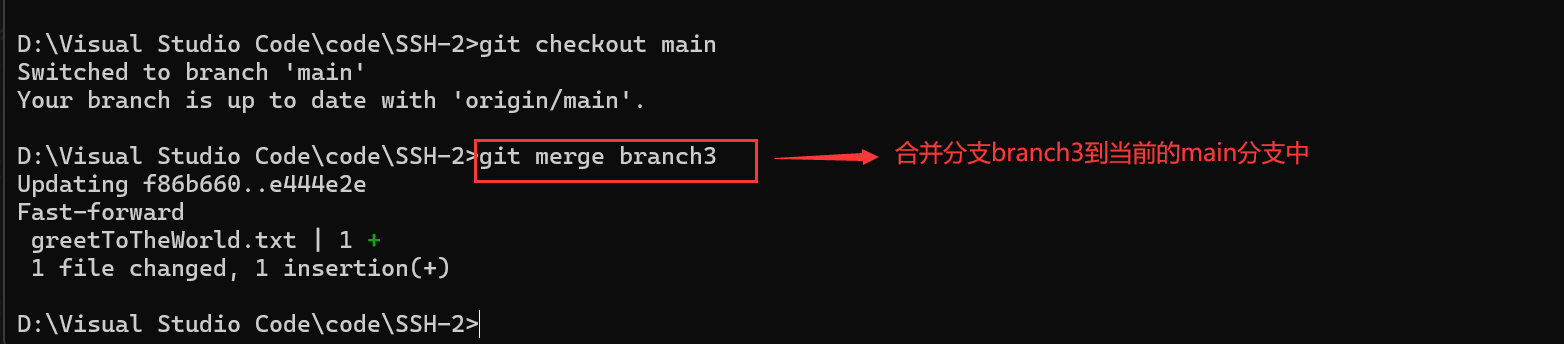 D:\Visual Studio Code\code\SSH-2>git checkout main
Switched to branch 'main'
Your branch is up to date with 'origin/main'.
D:\Visual Studio Code\code\SSH-2>git merge branch3
合并分支branch3到当前的main分支中
Updating f86b660..e444e2e
Fast-forward
 greetToTheWorld.txt | 1 +
 1 file changed, 1 insertion(+)
D:\Visual Studio Code\code\SSH-2>